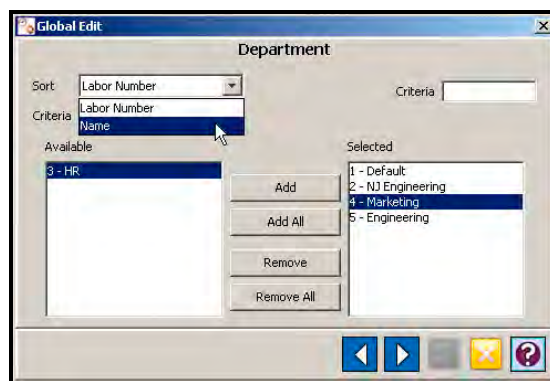 Global Edit
Department
Sort Labor Number Criteria
Labor Number
Criteria
Name
Available Selected
3 - HR
1 - Default
2 - NJ Engineering
4 - Marketing
5 - Engineering
Add
Add All
Remove
Remove All